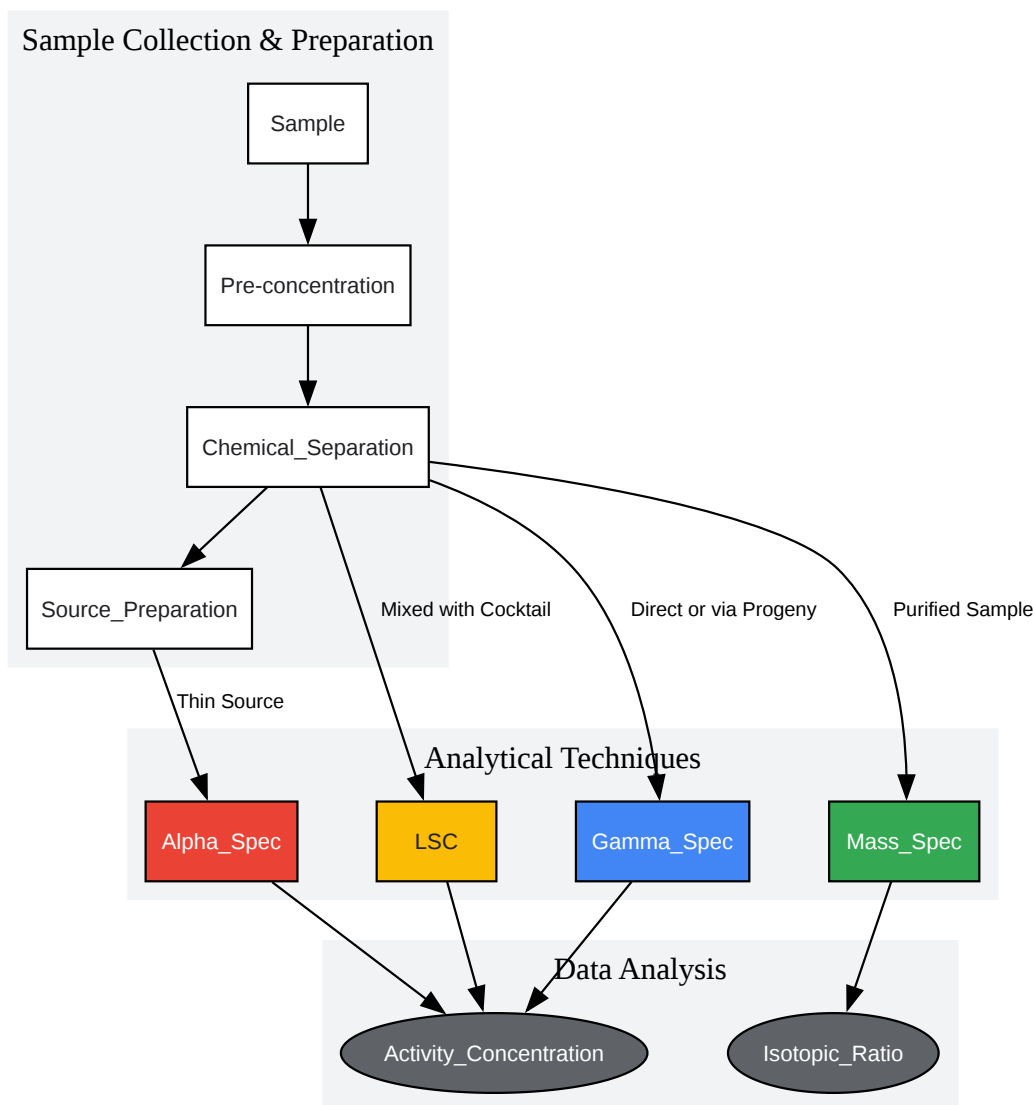 Sample Collection & Preparation
Sample
Pre-concentration
Chemical_Separation
Source_Preparation
Mixed with Cocktail
Direct or via Progeny
Purified Sample
Thin Source
Analytical Techniques
Alpha_Spec
LSC
Gamma_Spec
Mass_Spec
Data Analysis
Activity_Concentration
Isotopic_Ratio